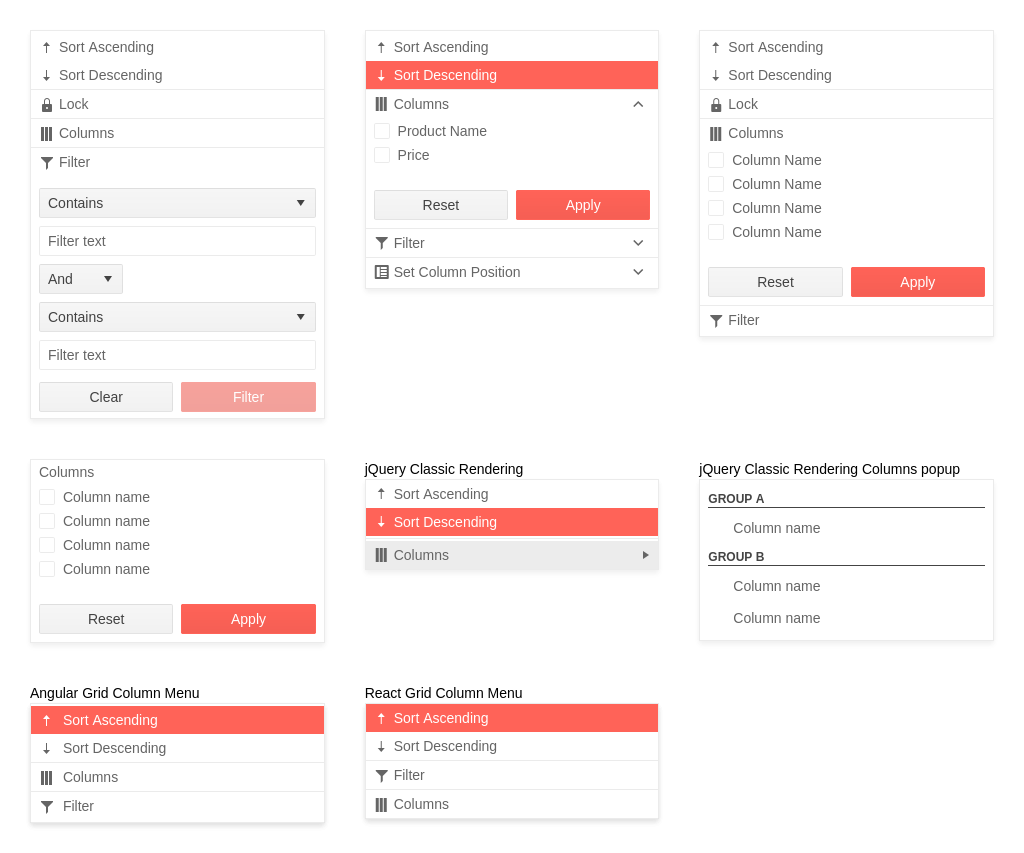 Sort Ascending
Sort Descending
Lock
Columns
Filter
Contains
Filter text
And
Contains
Filter text
Clear Filter
Sort Ascending
Sort Descending
Columns
Product Name
Price
Reset Apply
Filter
Set Column Position
Sort Ascending
Sort Descending
Lock
Columns
Column Name
Column Name
Column Name
Column Name
Reset Apply
Filter
Columns
Column name
Column name
Column name
Column name
Reset Apply
jQuery Classic Rendering
Sort Ascending
Sort Descending
Columns
jQuery Classic Rendering Columns popup
GROUP A
Column name
GROUP B
Column name
Column name
Angular Grid Column Menu
Sort Ascending
Sort Descending
Columns
Filter
React Grid Column Menu
Sort Ascending
Sort Descending
Filter
Columns